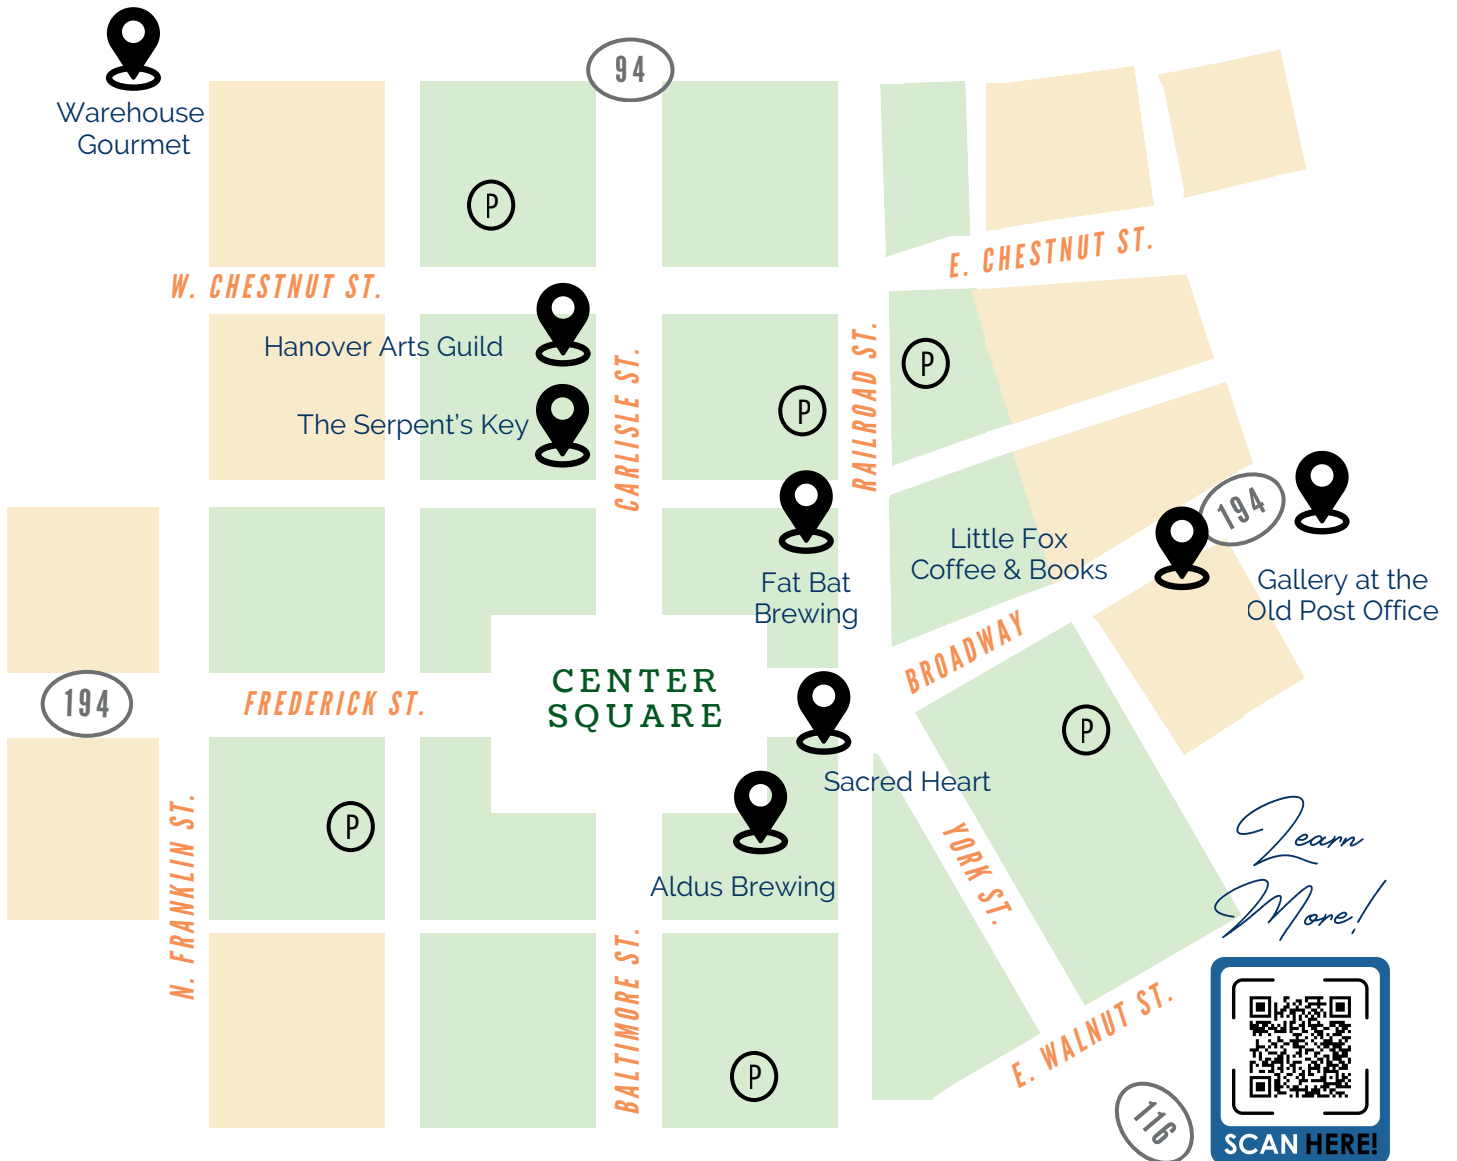 94
Warehouse
Gourmet
P
E. CHESTNUT ST.
W. CHESTNUT ST.
Hanover Arts Guild
CARLISLE ST.
RAILROAD ST.
P
P
The Serpent's Key
194
Little Fox
Coffee & Books
Fat Bat
Brewing
Gallery at the
Old Post Office
BROADWAY
CENTER
SQUARE
194
FREDERICK ST.
P
Sacred Heart
P
N. FRANKLIN ST.
YORK ST.
Learn
More!
Aldus Brewing
BALTIMORE ST.
E. WALNUT ST.
P
116
SCAN HERE!